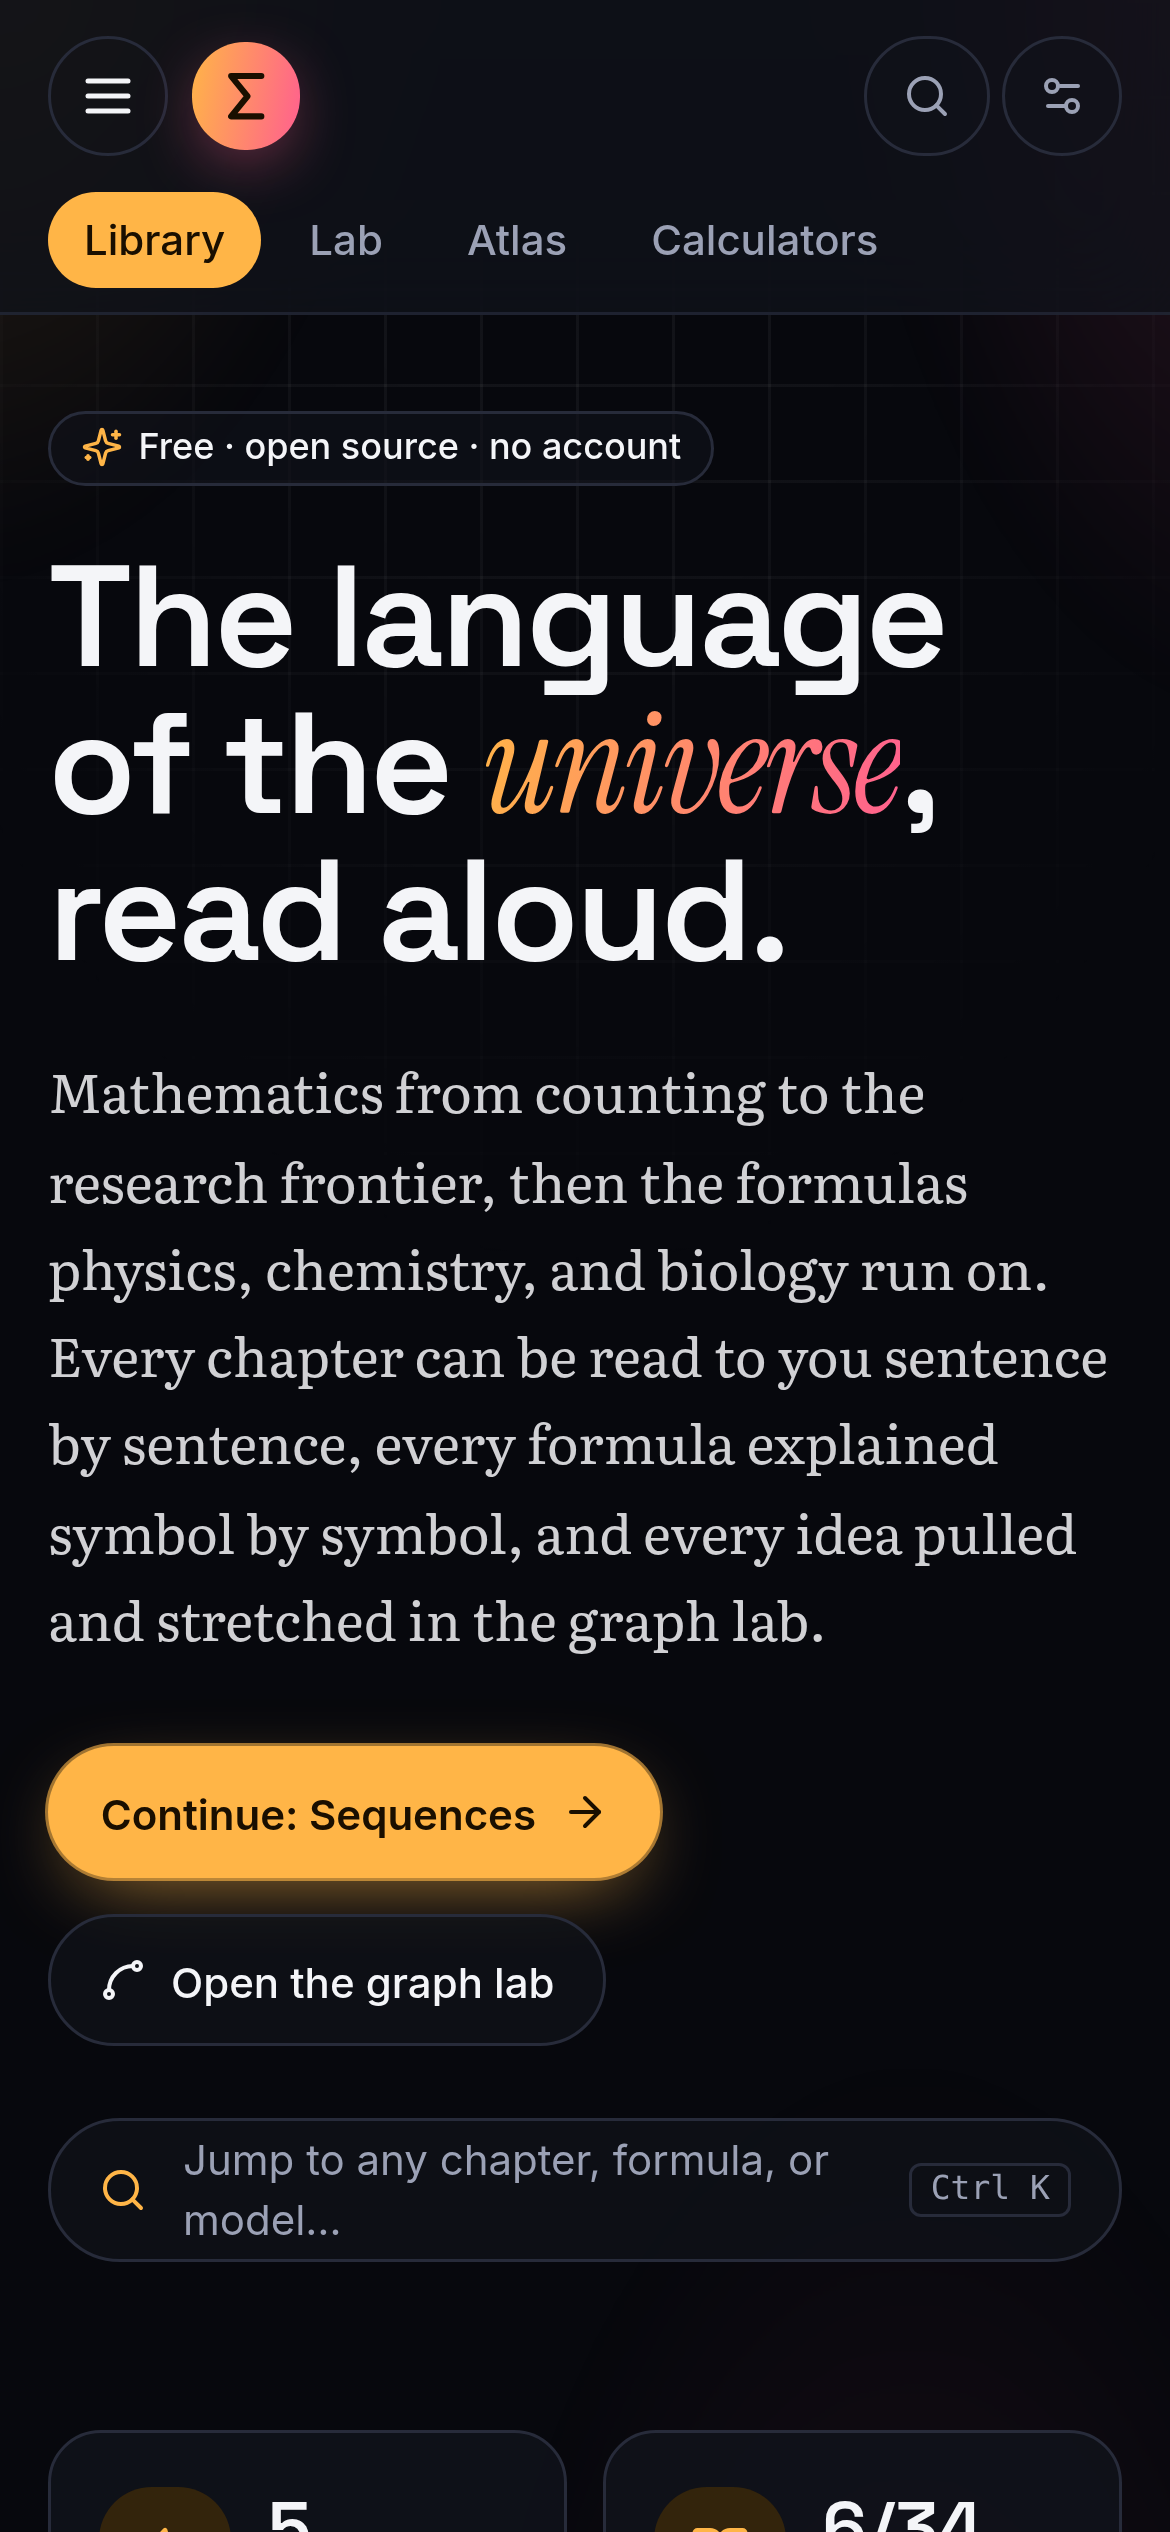 Σ
Library Lab Atlas Calculators
Free · open source · no account
The language
of the universe,
read aloud.
Mathematics from counting to the
research frontier, then the formulas
physics, chemistry, and biology run on.
Every chapter can be read to you sentence
by sentence, every formula explained
symbol by symbol, and every idea pulled
and stretched in the graph lab.
Continue: Sequences
Open the graph lab
Jump to any chapter, formula, or
model...
Ctrl K
5
6/34